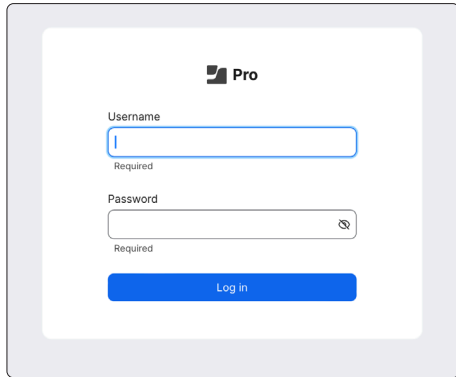 Pro
Username
Required
Password
Required
Log in